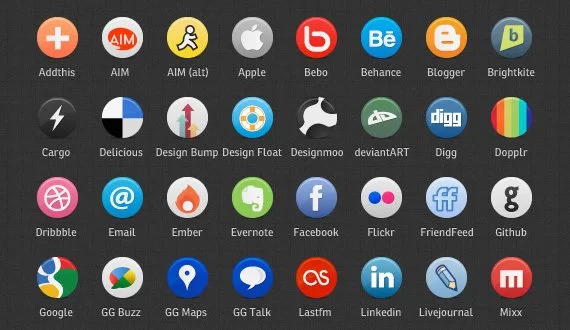 Addthis AIM AIM (alt) Apple Bebo Behance Blogger Brightkite
AIM Bē b
Cargo Delicious Design Bump Design Float Designmoo deviantART Digg Dopplr
digg
Dribbble Email Ember Evernote Facebook Flickr FriendFeed Github
@ f ff g
Google GG Buzz GG Maps GG Talk Lastfm Linkedin Livejournal Mixx
in m